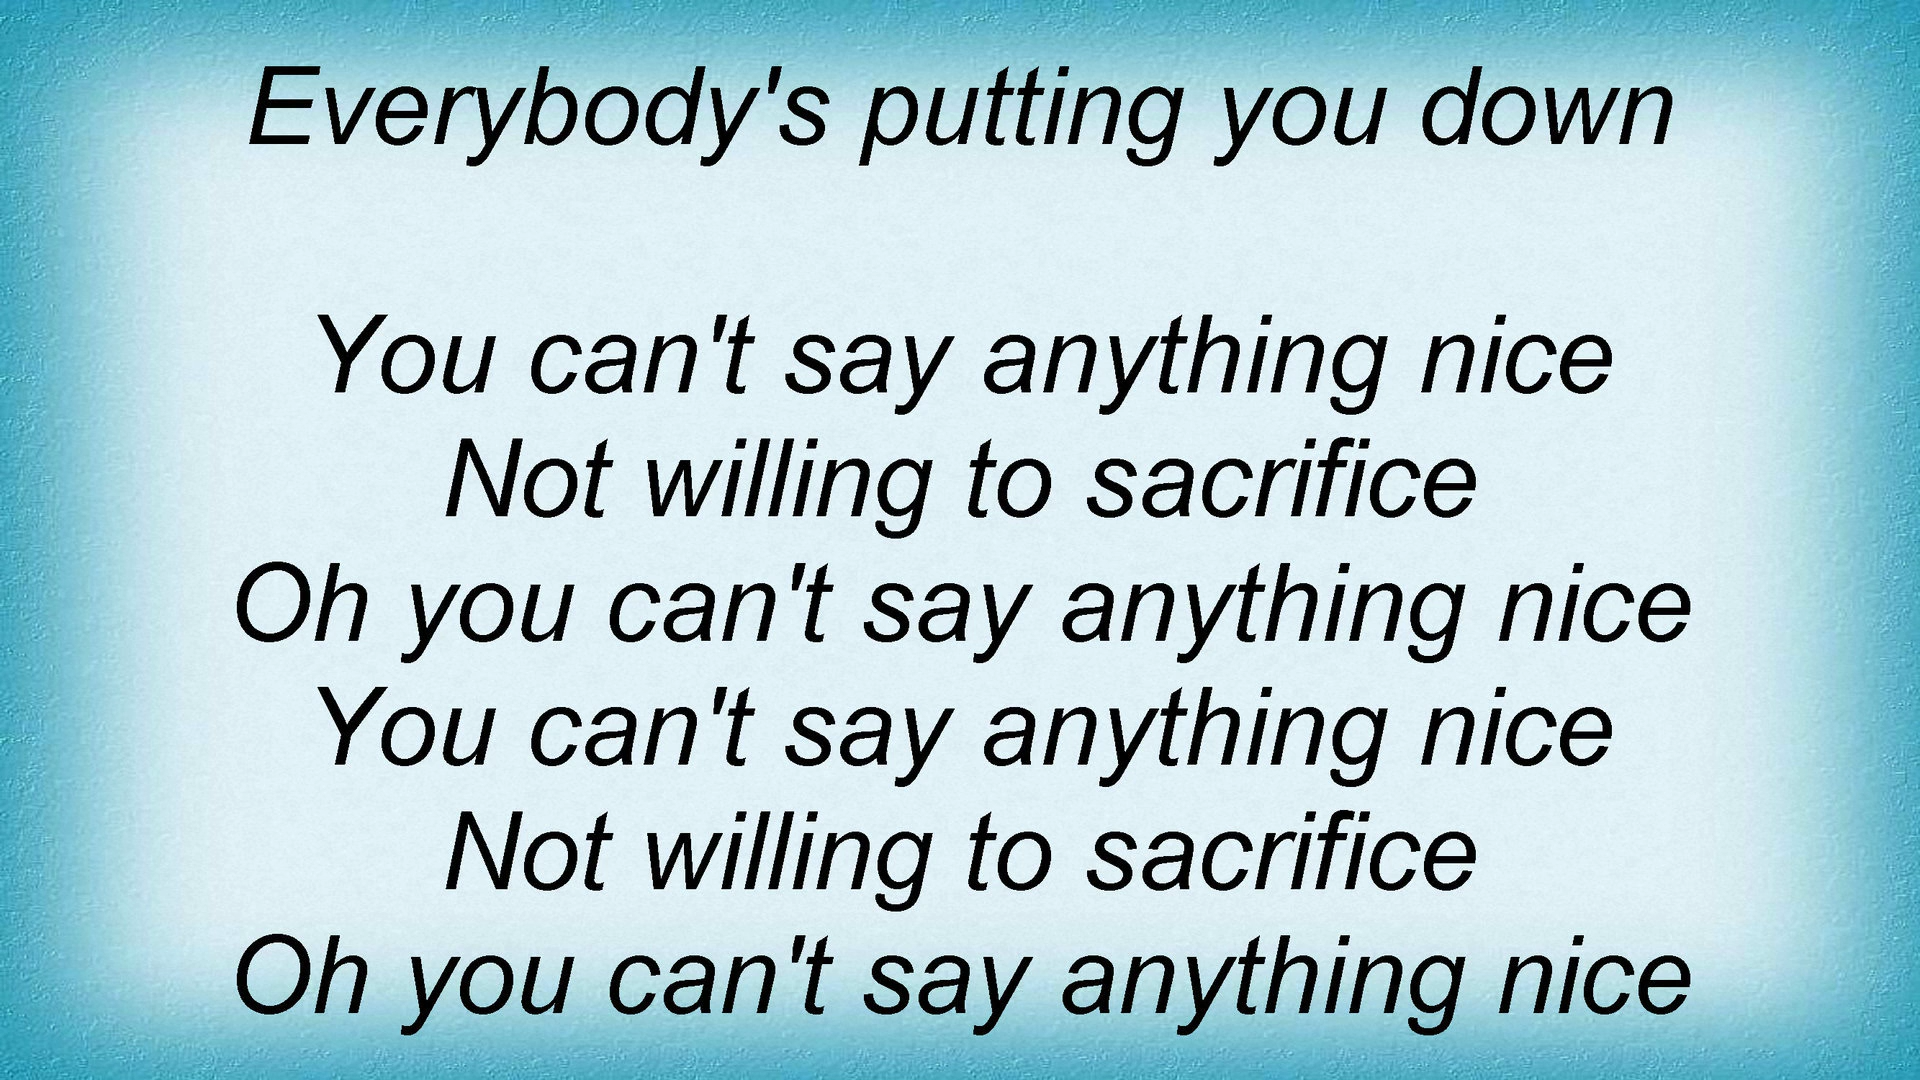 Everybody's putting you down
You can't say anything nice
Not willing to sacrifice
Oh you can't say anything nice
You can't say anything nice
Not willing to sacrifice
Oh you can't say anything nice